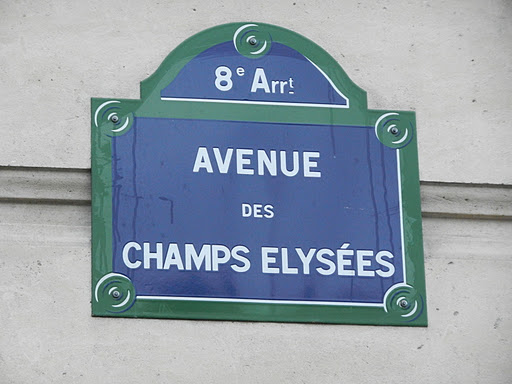 8e Arrt
AVENUE
DES
CHAMPS ELYSÉES